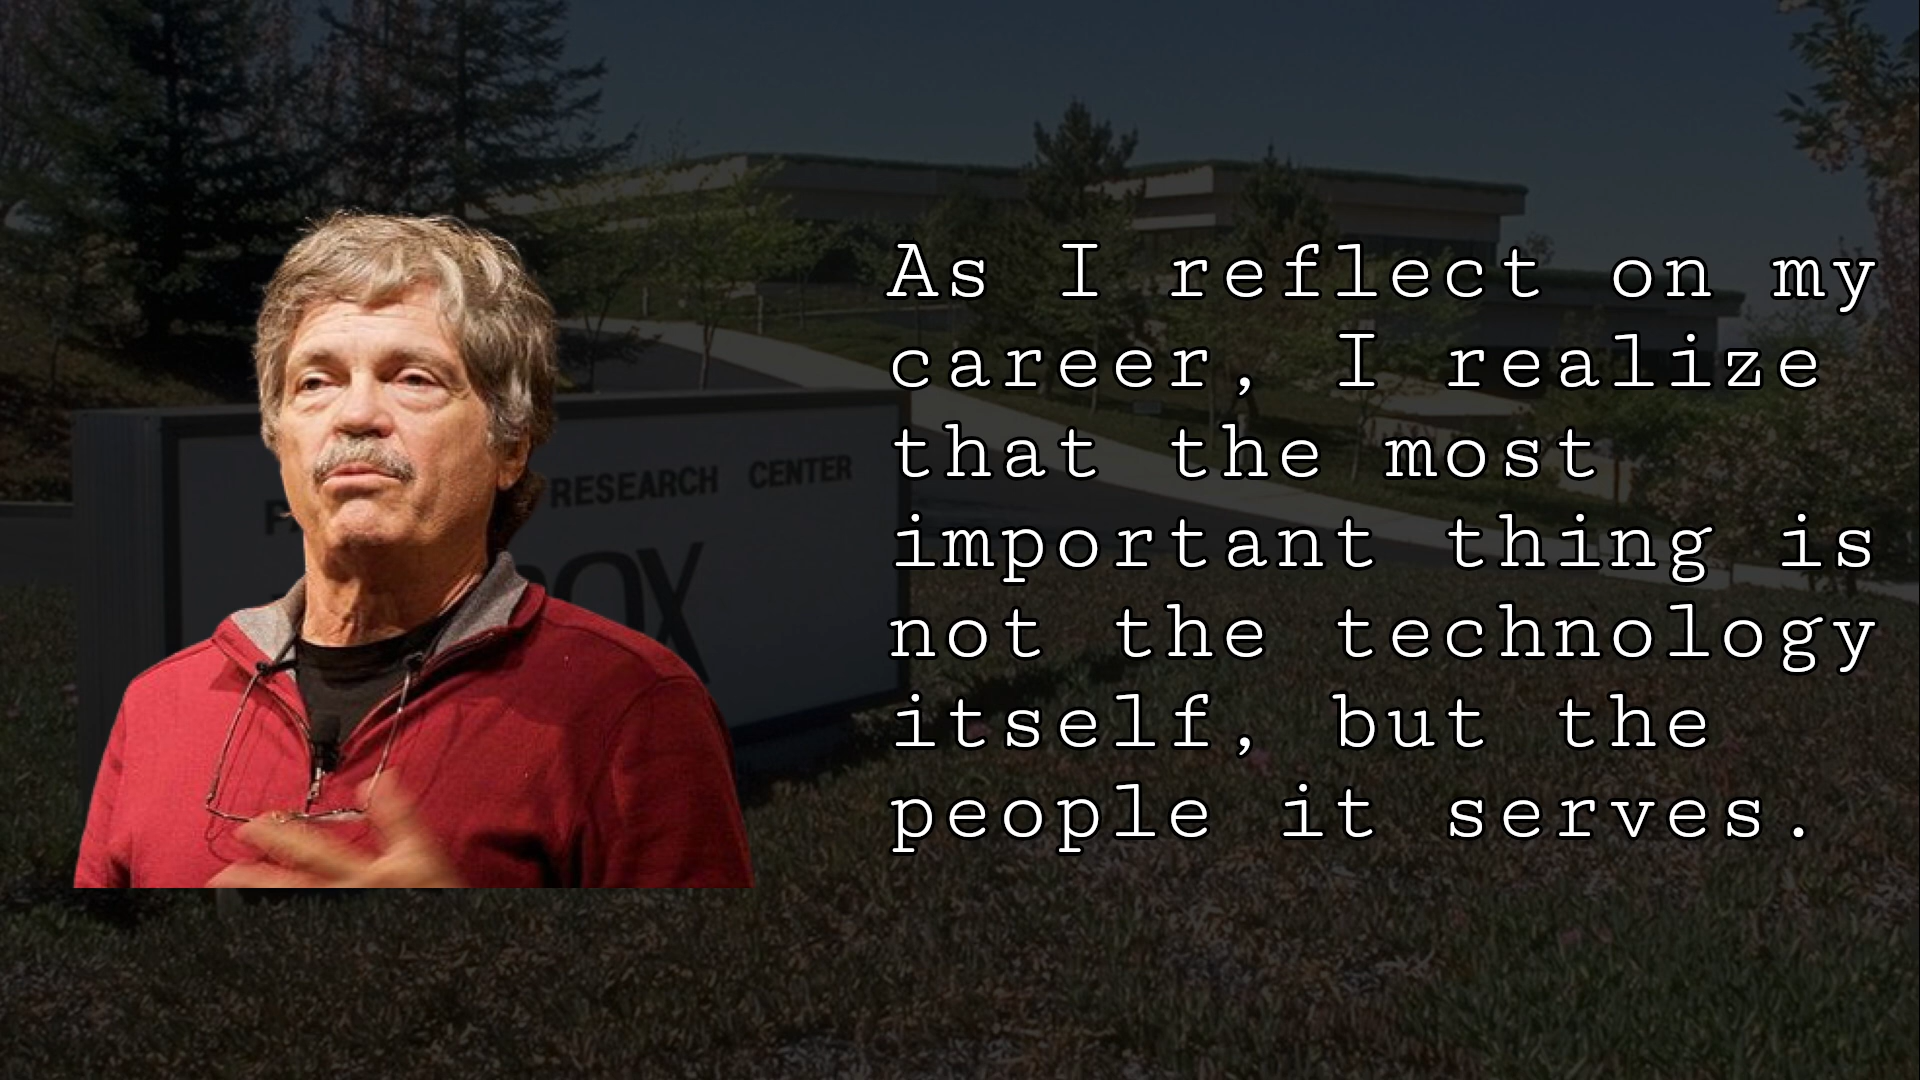 As I reflect on my
career, I realize
that the most
important thing is
not the technology
itself, but the
people it serves.
RESEARCH CENTER